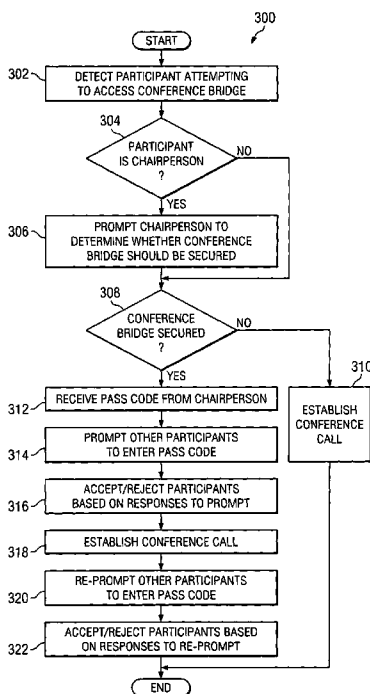 300
START
302
DETECT PARTICIPANT ATTEMPTING
TO ACCESS CONFERENCE BRIDGE
304
PARTICIPANT
IS CHAIRPERSON
?
NO
YES
306
PROMPT CHAIRPERSON TO
DETERMINE WHETHER CONFERENCE
BRIDGE SHOULD BE SECURED
308
CONFERENCE
BRIDGE SECURED
?
NO
YES
310
ESTABLISH
CONFERENCE
CALL
312
RECEIVE PASS CODE FROM CHAIRPERSON
314
PROMPT OTHER PARTICIPANTS
TO ENTER PASS CODE
316
ACCEPT/REJECT PARTICIPANTS
BASED ON RESPONSES TO PROMPT
318
ESTABLISH CONFERENCE CALL
320
RE-PROMPT OTHER PARTICIPANTS
TO ENTER PASS CODE
322
ACCEPT/REJECT PARTICIPANTS BASED
ON RESPONSES TO RE-PROMPT
END